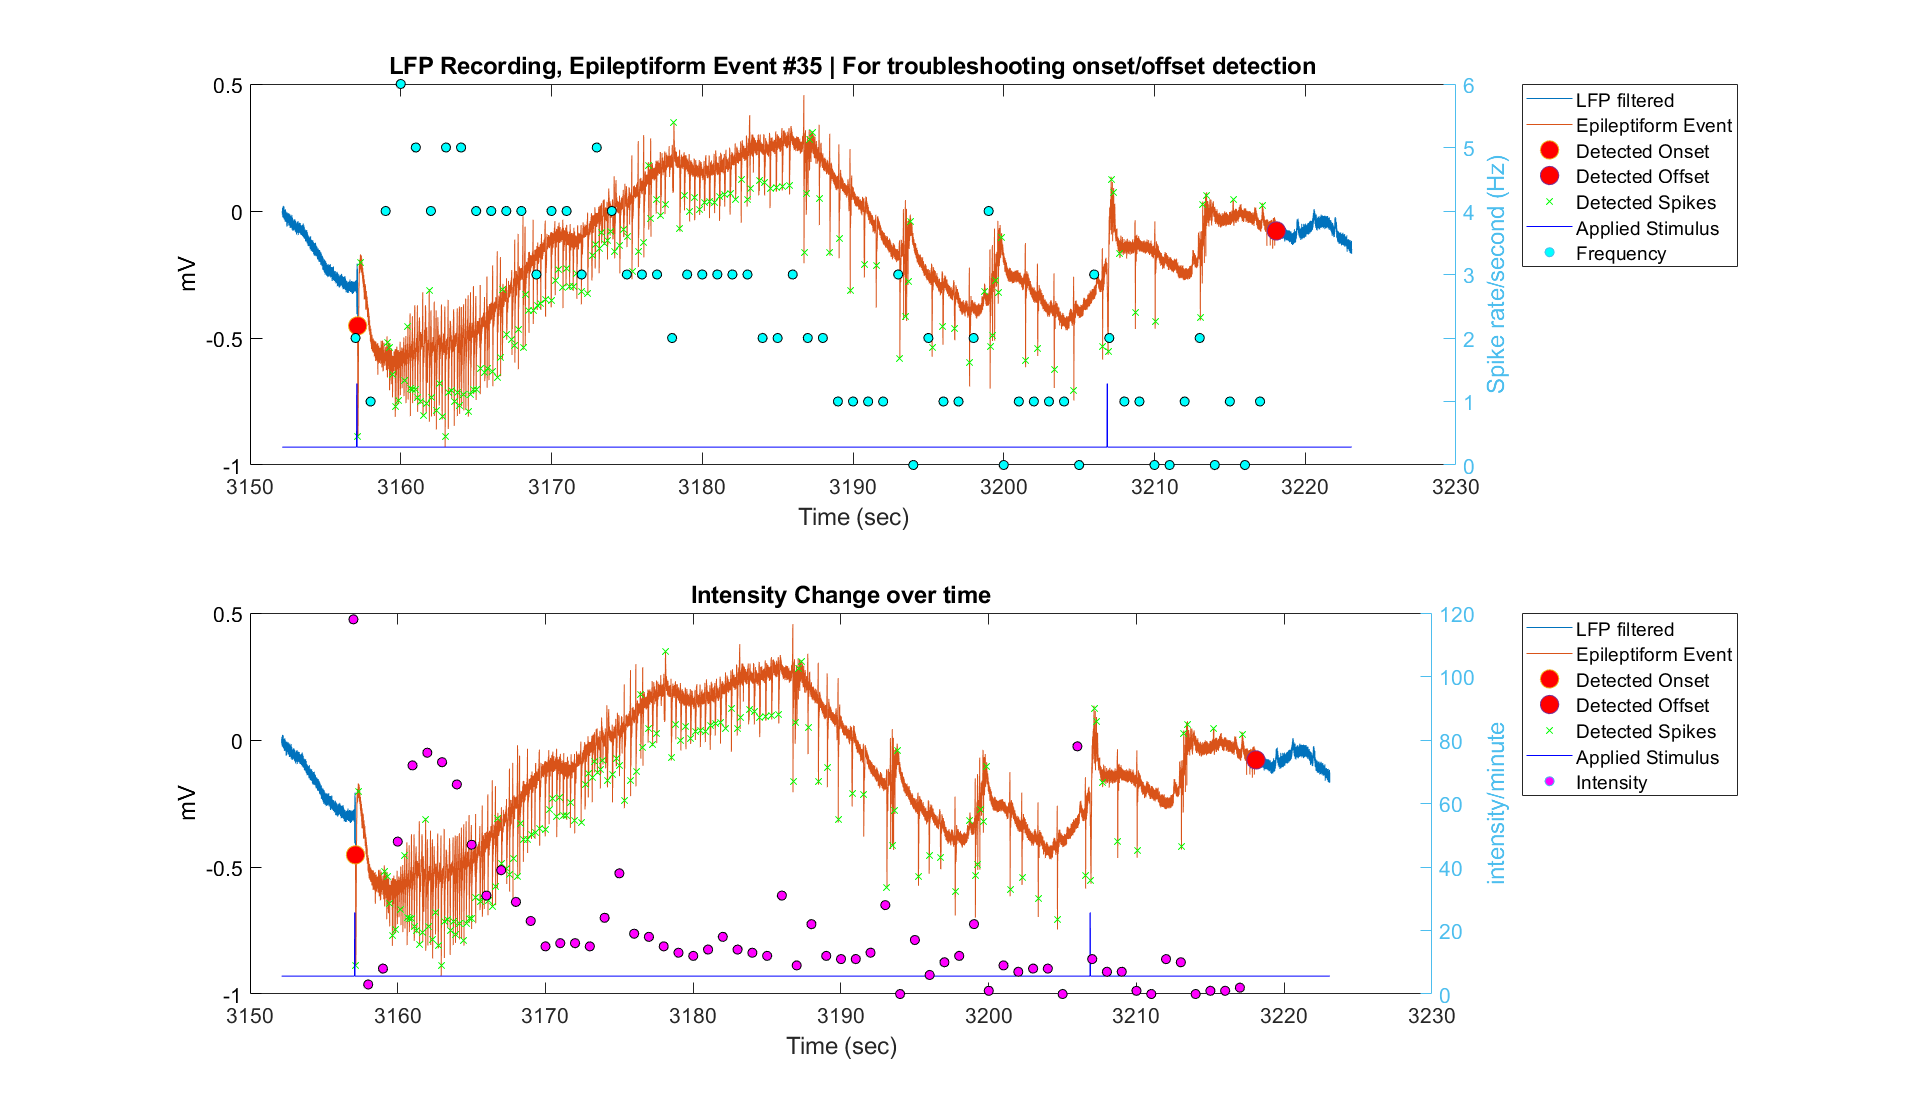 LFP Recording, Epileptiform Event #35 | For troubleshooting onset/offset detection
0.5
0
-0.5
-1
mV
6
5
4
3
2
1
0
Spike rate/second (Hz)
3150 3160 3170 3180 3190 3200 3210 3220 3230
Time (sec)
LFP filtered
Epileptiform Event
Detected Onset
Detected Offset
Detected Spikes
Applied Stimulus
Frequency
Intensity Change over time
0.5
0
-0.5
-1
mV
120
100
80
60
40
20
0
intensity/minute
3150 3160 3170 3180 3190 3200 3210 3220 3230
Time (sec)
LFP filtered
Epileptiform Event
Detected Onset
Detected Offset
Detected Spikes
Applied Stimulus
Intensity